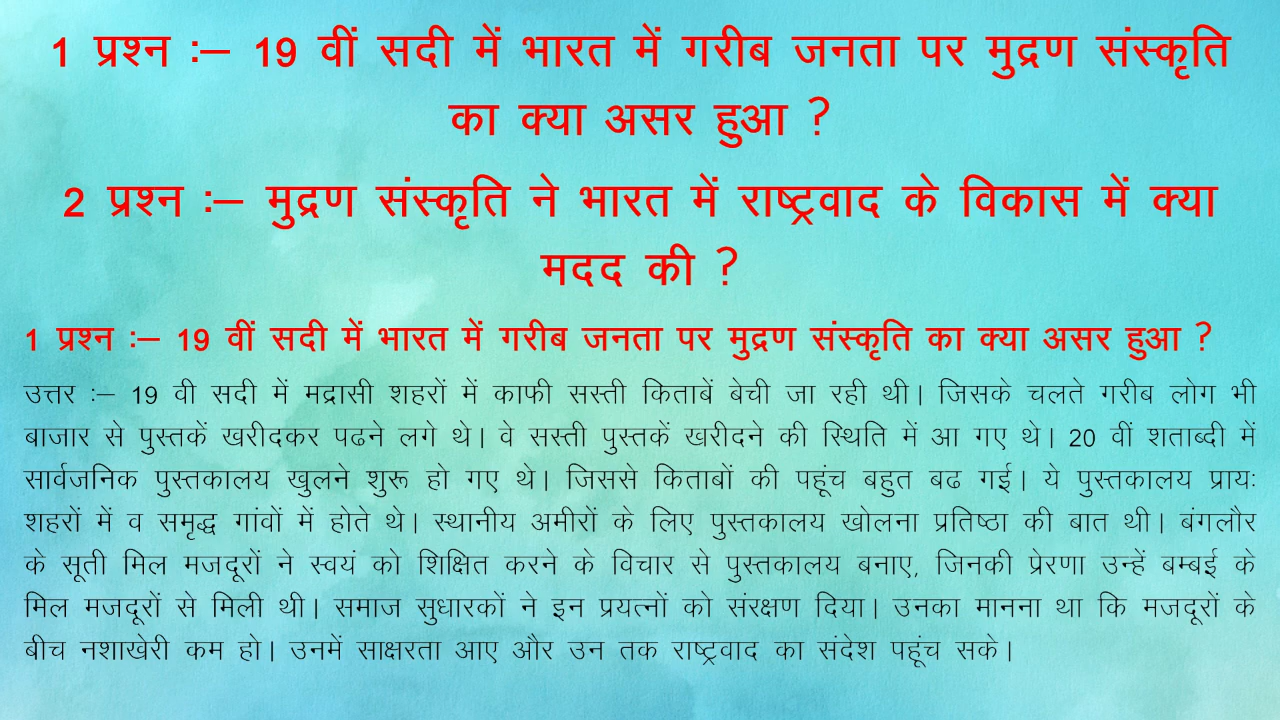 1 प्रश्न :– 19 वीं सदी में भारत में गरीब जनता पर मुद्रण संस्कृति
का क्या असर हुआ ?
2 प्रश्न :– मुद्रण संस्कृति ने भारत में राष्ट्रवाद के विकास में क्या
मदद की ?
1 प्रश्न :– 19 वीं सदी में भारत में गरीब जनता पर मुद्रण संस्कृति का क्या असर हुआ ?
उत्तर :– 19 वी सदी में मद्रासी शहरों में काफी सस्ती किताबें बेची जा रही थी। जिसके चलते गरीब लोग भी
बाजार से पुस्तकें खरीदकर पढने लगे थे। वे सस्ती पुस्तकें खरीदने की स्थिति में आ गए थे। 20 वीं शताब्दी में
सार्वजनिक पुस्तकालय खुलने शुरू हो गए थे। जिससे किताबों की पहूंच बहुत बढ गई। ये पुस्तकालय प्रायः
शहरों में व समृद्ध गांवों में होते थे। स्थानीय अमीरों के लिए पुस्तकालय खोलना प्रतिष्ठा की बात थी। बंगलौर
के सूती मिल मजदूरों ने स्वयं को शिक्षित करने के विचार से पुस्तकालय बनाए, जिनकी प्रेरणा उन्हें बम्बई के
मिल मजदूरों से मिली थी। समाज सुधारकों ने इन प्रयत्नों को संरक्षण दिया। उनका मानना था कि मजदूरों के
बीच नशाखेरी कम हो। उनमें साक्षरता आए और उन तक राष्ट्रवाद का संदेश पहूंच सके।